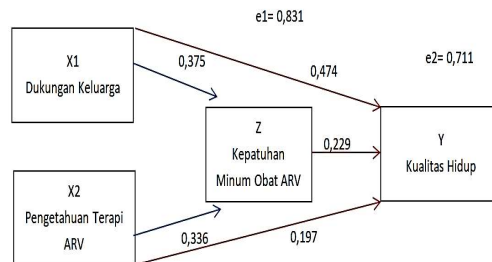 e1= 0,831
X1
Dukungan Keluarga
0,375
0,474
e2= 0,711
Z
Kepatuhan
Minum Obat ARV
0,229
Y
Kualitas Hidup
X2
Pengetahuan Terapi
ARV
0,336
0,197